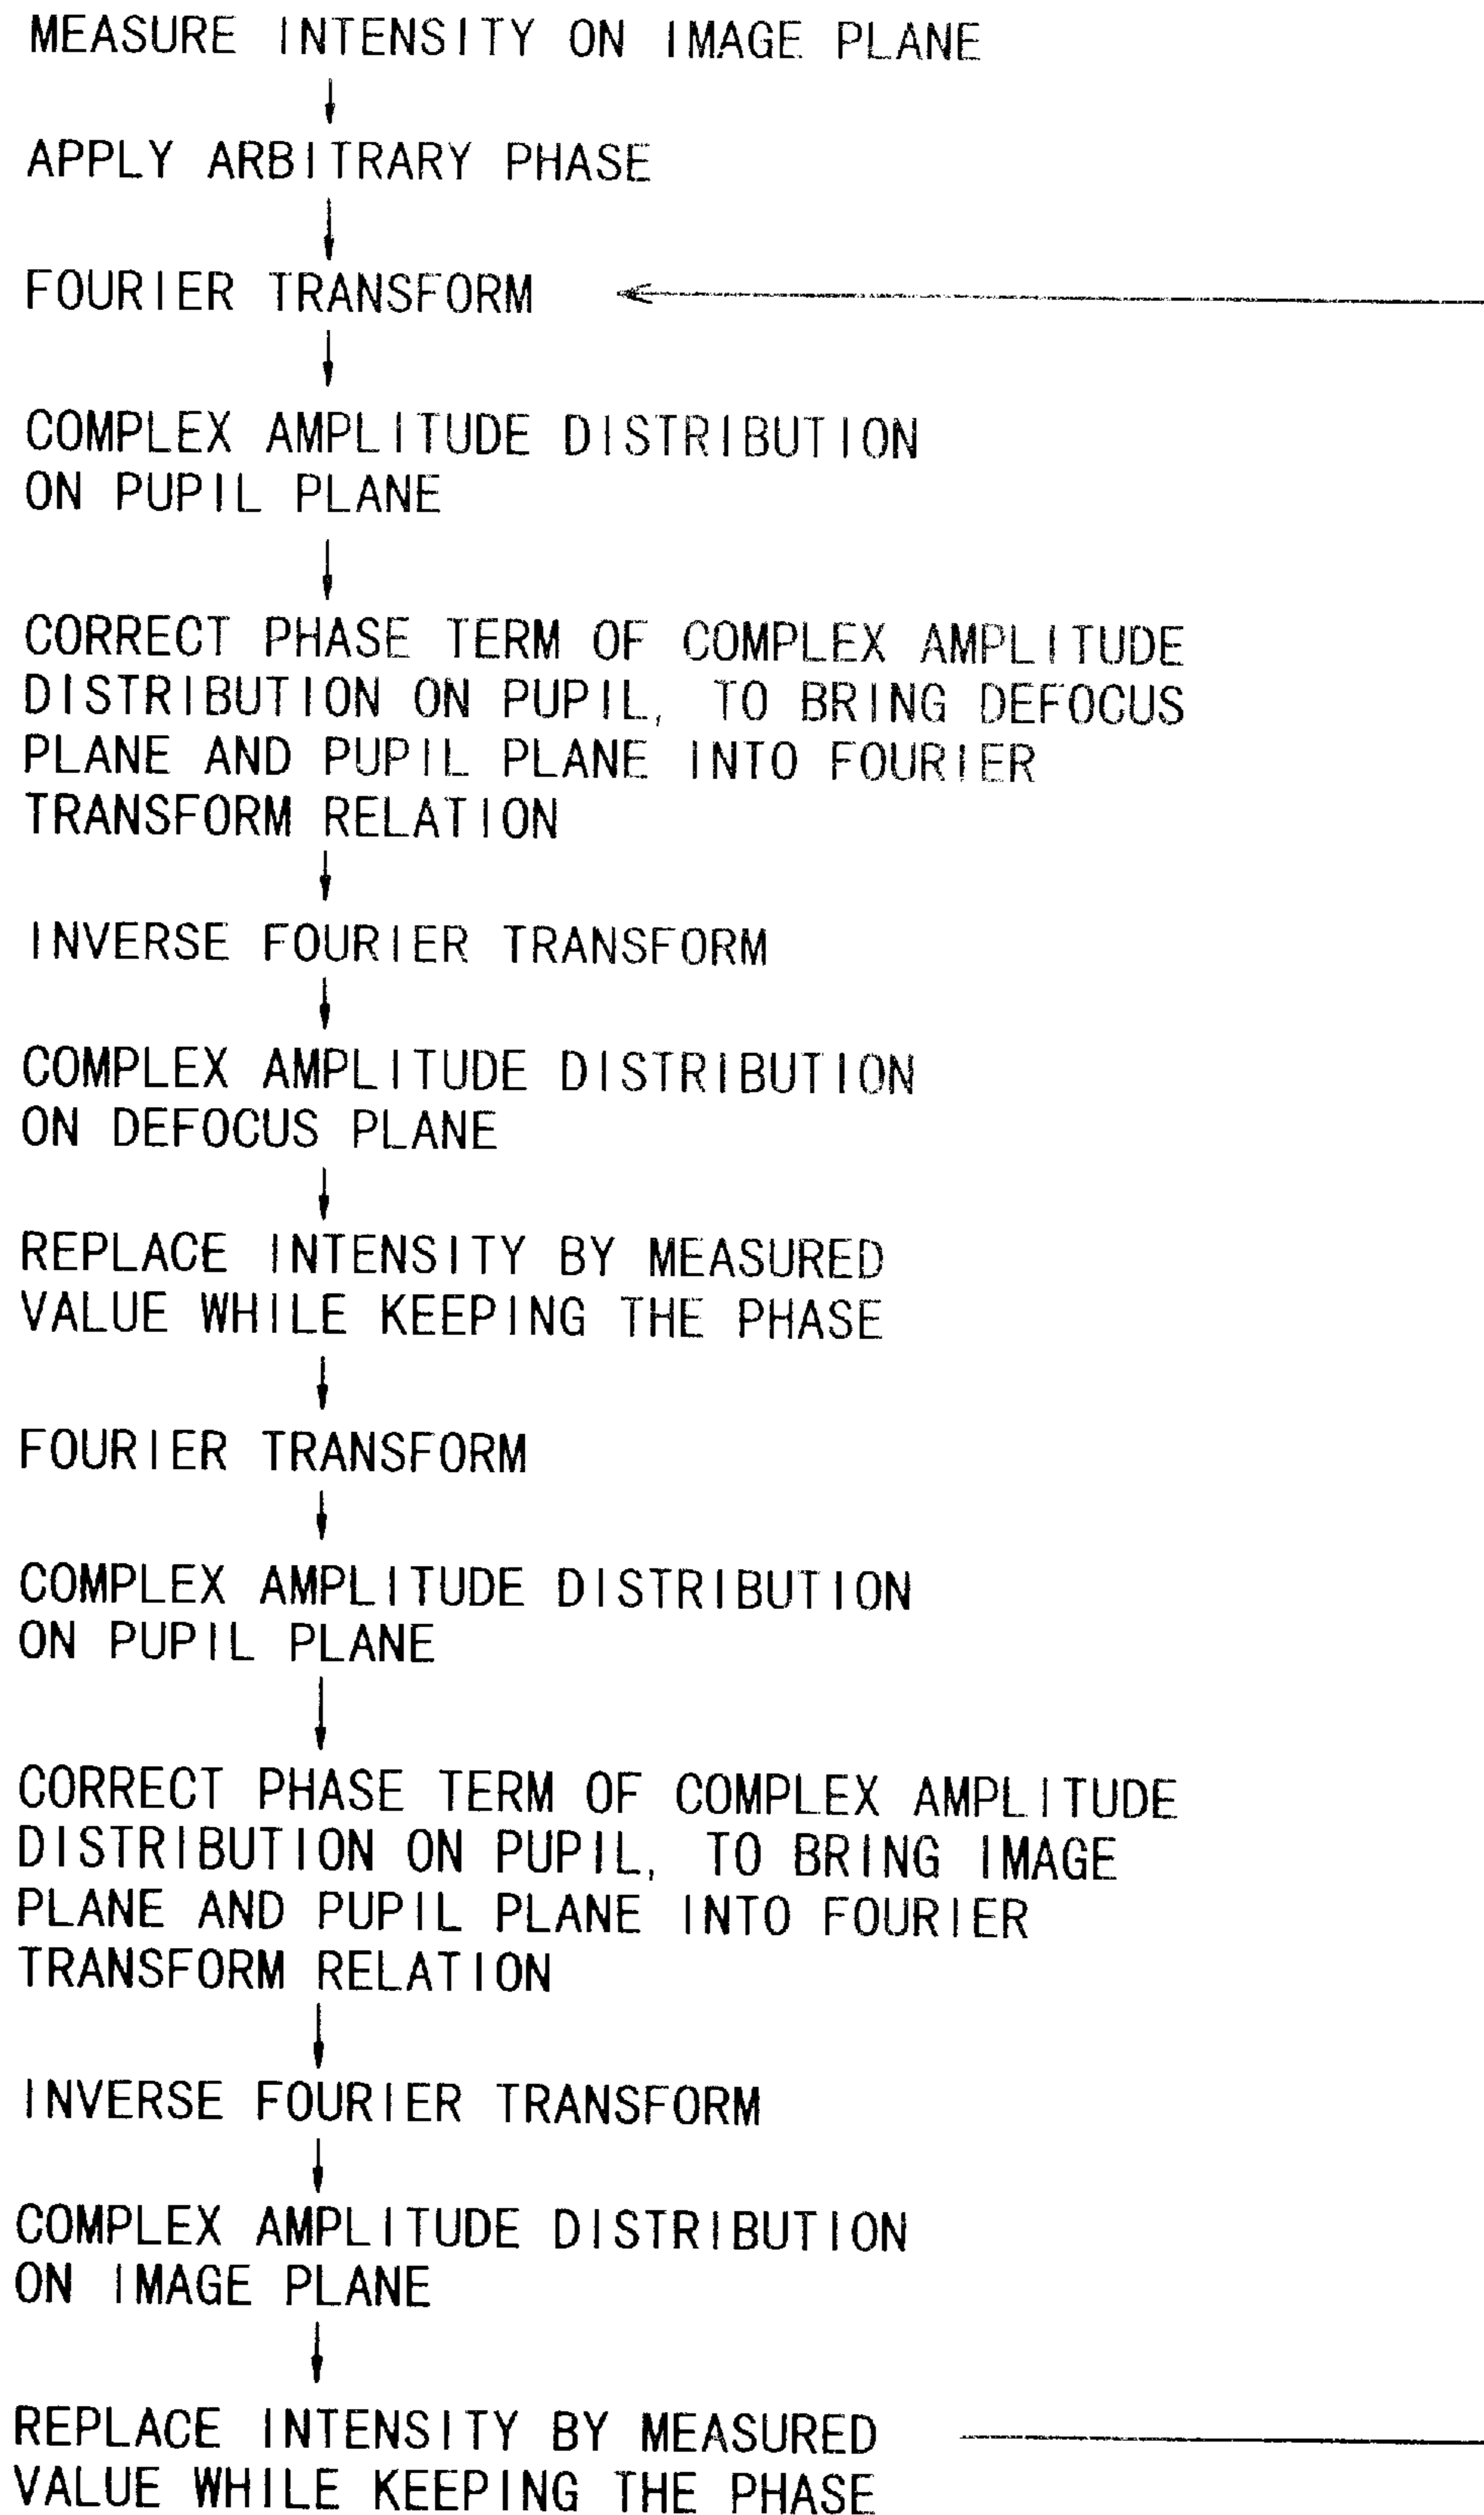 MEASURE INTENSITY ON IMAGE PLANE
APPLY ARBITRARY PHASE
FOURIER TRANSFORM
COMPLEX AMPLITUDE DISTRIBUTION
ON PUPIL PLANE
CORRECT PHASE TERM OF COMPLEX AMPLITUDE
DISTRIBUTION ON PUPIL, TO BRING DEFOCUS
PLANE AND PUPIL PLANE INTO FOURIER
TRANSFORM RELATION
INVERSE FOURIER TRANSFORM
COMPLEX AMPLITUDE DISTRIBUTION
ON DEFOCUS PLANE
REPLACE INTENSITY BY MEASURED
VALUE WHILE KEEPING THE PHASE
FOURIER TRANSFORM
COMPLEX AMPLITUDE DISTRIBUTION
ON PUPIL PLANE
CORRECT PHASE TERM OF COMPLEX AMPLITUDE
DISTRIBUTION ON PUPIL, TO BRING IMAGE
PLANE AND PUPIL PLANE INTO FOURIER
TRANSFORM RELATION
INVERSE FOURIER TRANSFORM
COMPLEX AMPLITUDE DISTRIBUTION
ON IMAGE PLANE
REPLACE INTENSITY BY MEASURED
VALUE WHILE KEEPING THE PHASE